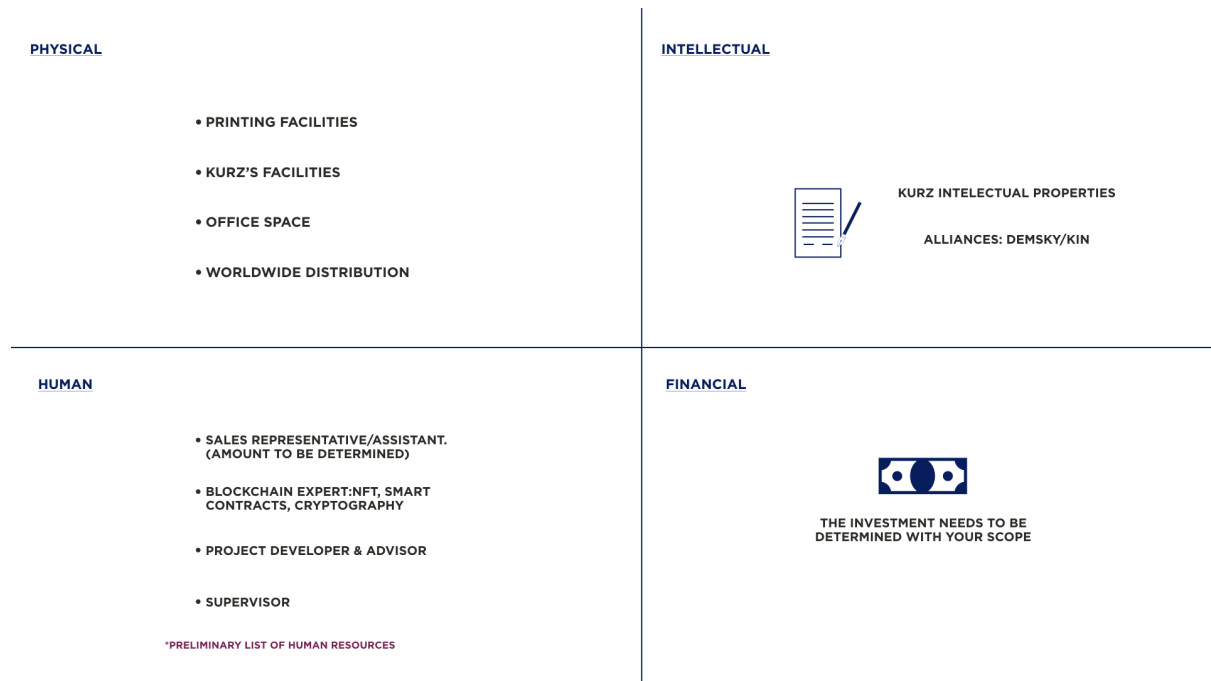 PHYSICAL
• PRINTING FACILITIES
• KURZ’S FACILITIES
• OFFICE SPACE
• WORLDWIDE DISTRIBUTION
INTELLECTUAL
KURZ INTELECTUAL PROPERTIES
ALLIANCES: DEMSKY/KIN
HUMAN
• SALES REPRESENTATIVE/ASSISTANT.
(AMOUNT TO BE DETERMINED)
• BLOCKCHAIN EXPERT:NFT, SMART
CONTRACTS, CRYPTOGRAPHY
• PROJECT DEVELOPER & ADVISOR
• SUPERVISOR
*PRELIMINARY LIST OF HUMAN RESOURCES
FINANCIAL
THE INVESTMENT NEEDS TO BE
DETERMINED WITH YOUR SCOPE